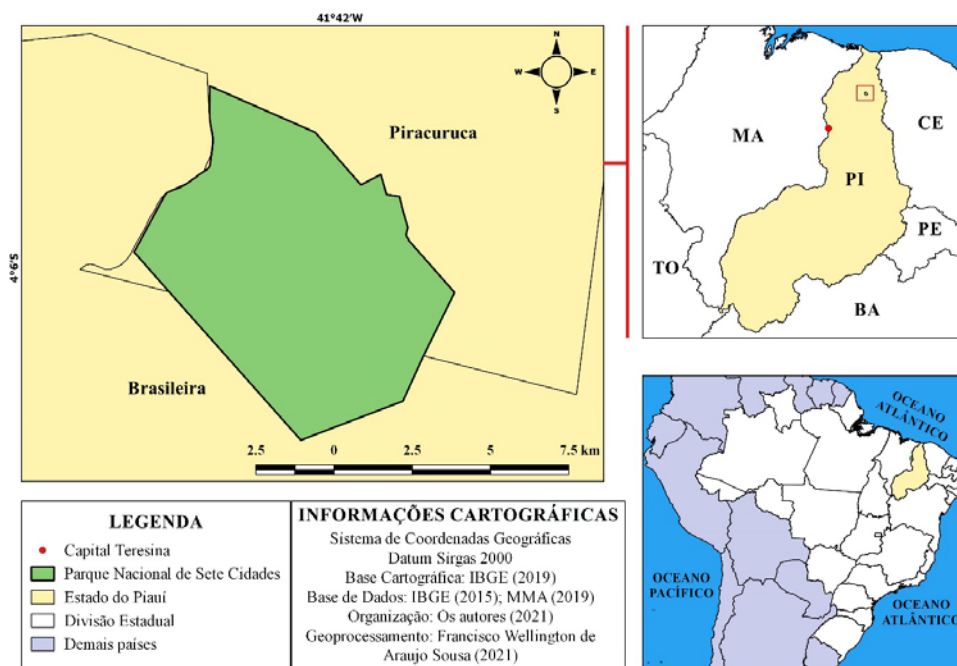 41°42'W
4°6'S
N
W E
S
Piracuruca
Brasileira
2.5 0 2.5 5 7.5 km
MA
CE
PI
PE
TO
BA
OCEANO
ATLÂNTICO
OCEANO
PACÍFICO
OCEANO
ATLÂNTICO
LEGENDA
Capital Teresina
Parque Nacional de Sete Cidades
Estado do Piauí
Divisão Estadual
Demais países
INFORMAÇÕES CARTOGRÁFICAS
Sistema de Coordenadas Geográficas
Datum Sirgas 2000
Base Cartográfica: IBGE (2019)
Base de Dados: IBGE (2015); MMA (2019)
Organização: Os autores (2021)
Geoprocessamento: Francisco Wellington de
Araujo Sousa (2021)